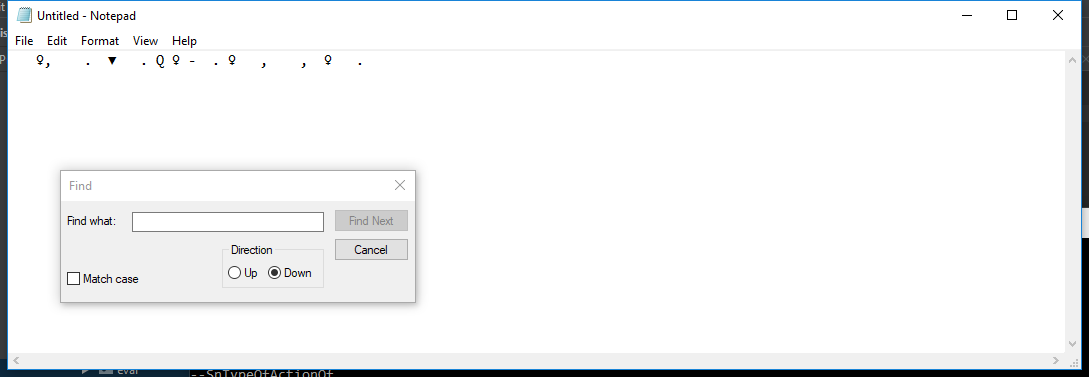 Untitled - Notepad
File Edit Format View Help
♀, . ▼ . Q ♀ - . ♀ , , ♀ .
Find
Find what:
Find Next
Direction
Cancel
Up Down
Match case
eval
--SpTypeOfActionOf